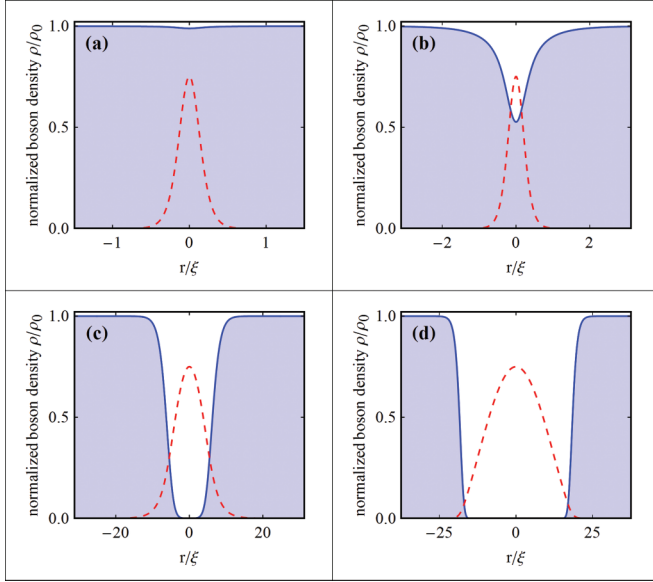 (a)
normalized boson density ρ/ρ0
1.0
0.5
0.0
-1 0 1
r/ξ
(b)
normalized boson density ρ/ρ0
1.0
0.5
0.0
-2 0 2
r/ξ
(c)
normalized boson density ρ/ρ0
1.0
0.5
0.0
-20 0 20
r/ξ
(d)
normalized boson density ρ/ρ0
1.0
0.5
0.0
-25 0 25
r/ξ